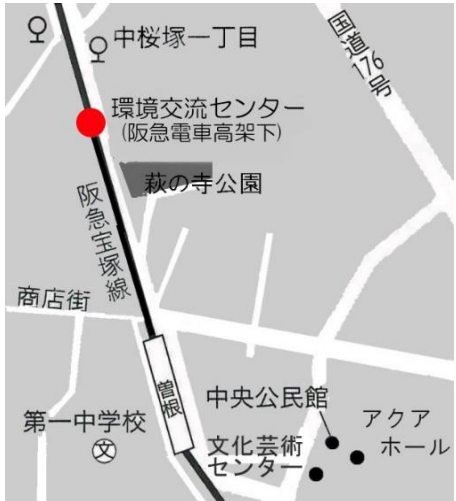 中桜塚一丁目
国道176号
環境交流センター
(阪急電車高架下)
萩の寺公園
阪急宝塚線
商店街
曽根
中央公民館
アクア
ホール
第一中学校
文
文化芸術
センター